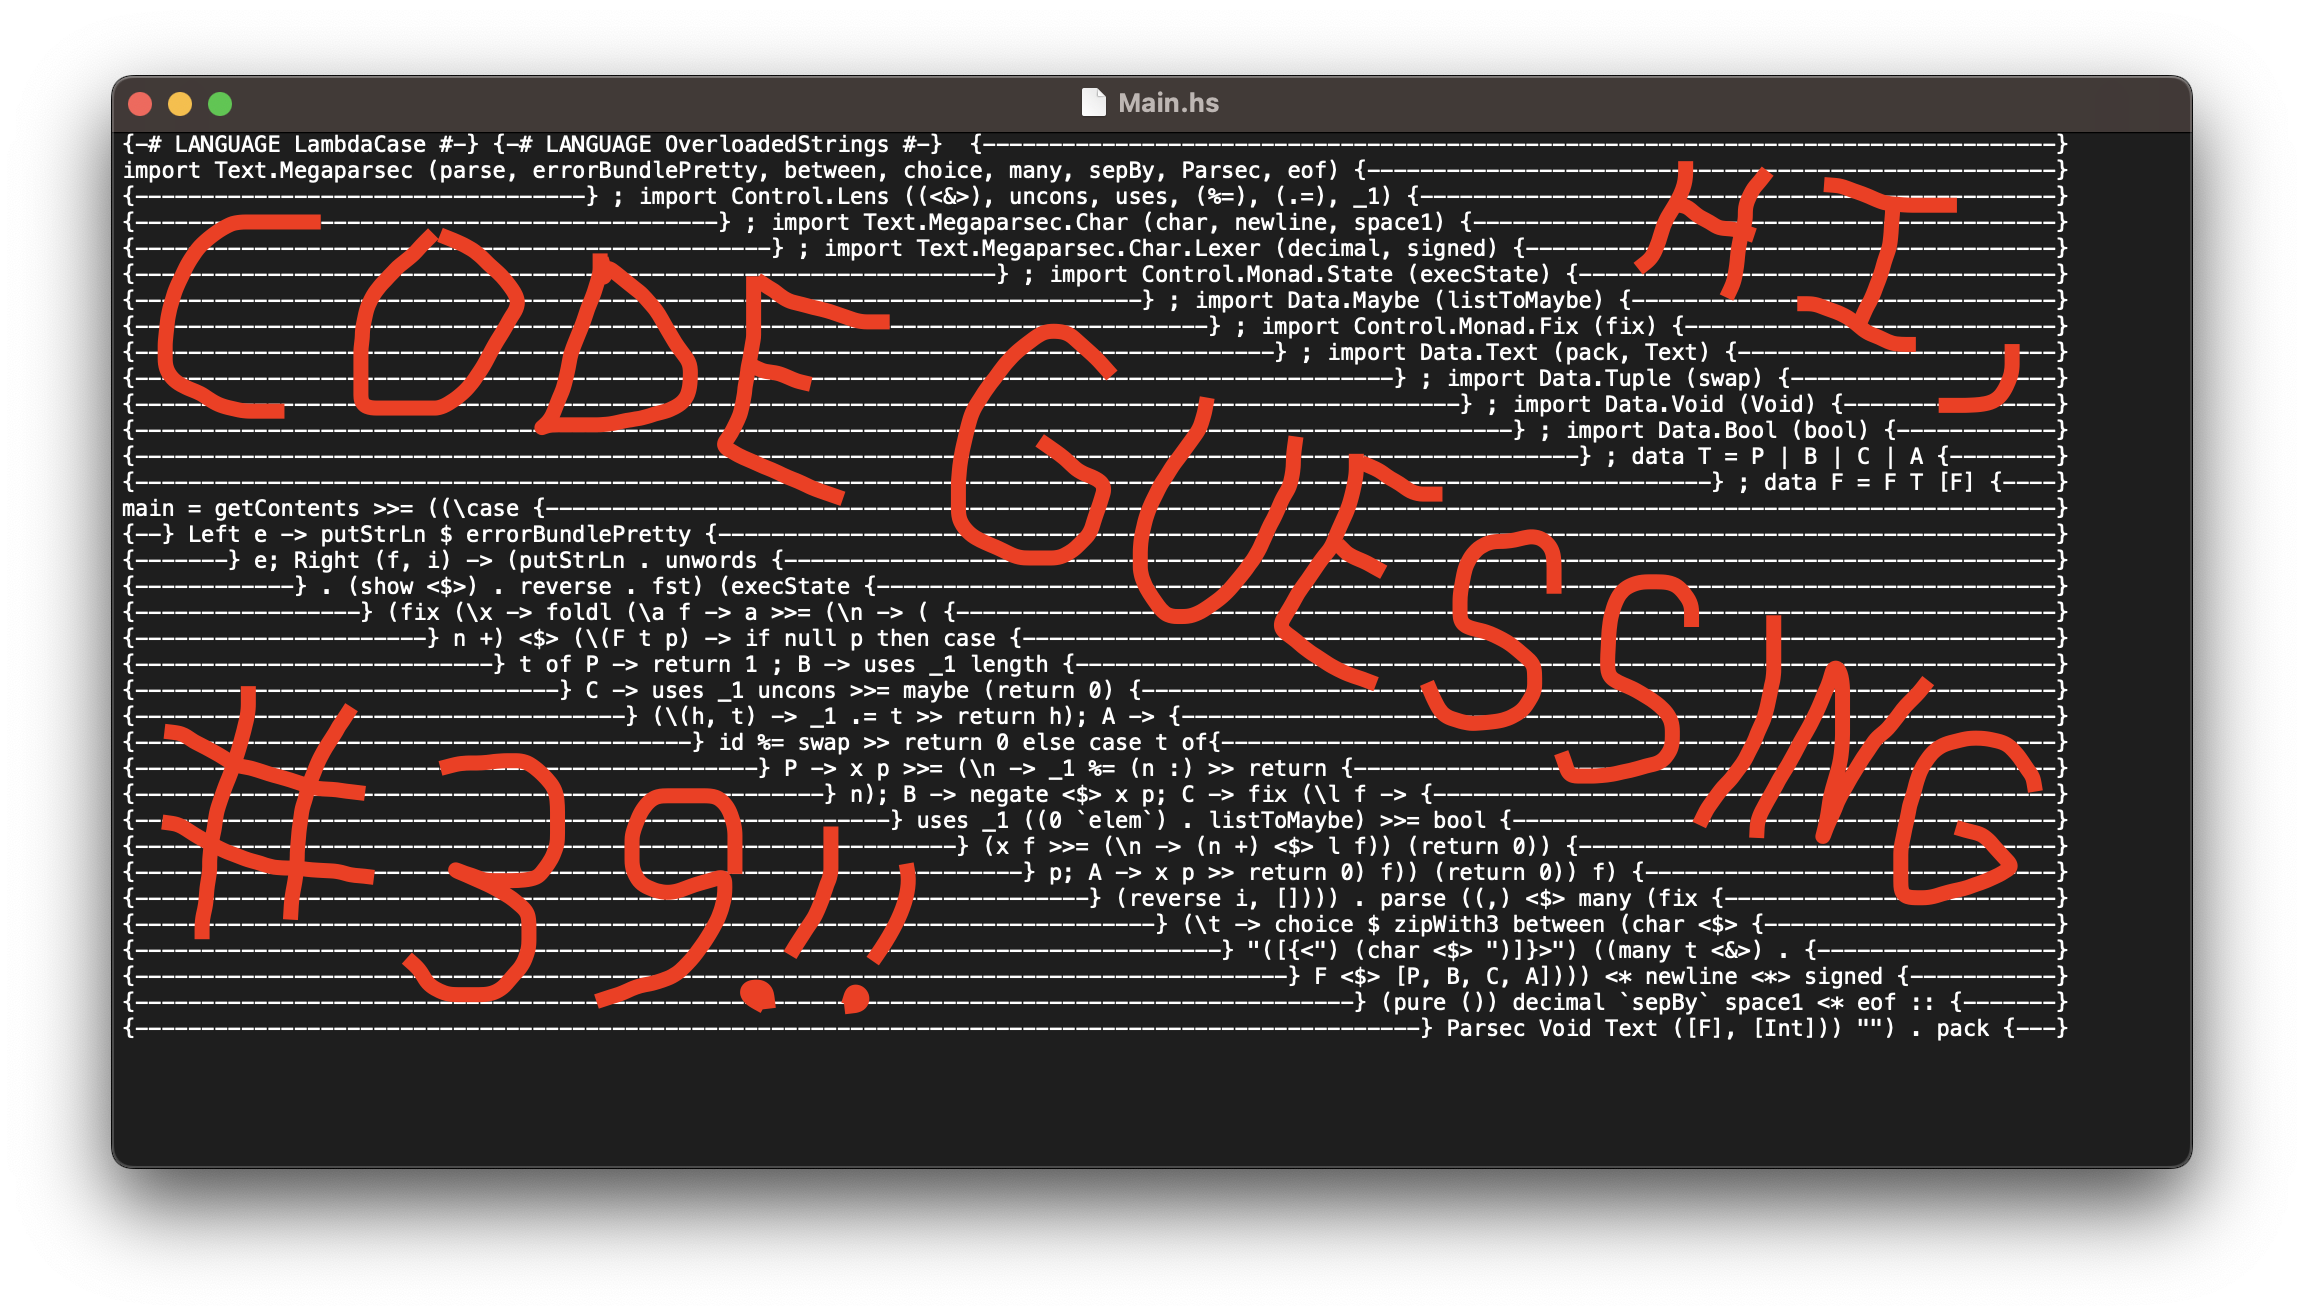 Main.hs
{-# LANGUAGE LambdaCase #-} {-# LANGUAGE OverloadedStrings #-}  {---------------------------------------------------------------------------------}
import Text.Megaparsec (parse, errorBundlePretty, between, choice, many, sepBy, Parsec, eof) {----------------------------------------------------}
{----------------------------------} ; import Control.Lens ((<&>), uncons, uses, (%=), (.=), _1) {------------------------------------------------}
{--------------------------------------------} ; import Text.Megaparsec.Char (char, newline, space1) {--------------------------------------------}
{------------------------------------------------} ; import Text.Megaparsec.Char.Lexer (decimal, signed) {----------------------------------------}
{-----------------------------------------------------------------} ; import Control.Monad.State (execState) {------------------------------------}
{----------------------------------------------------------------------------} ; import Data.Maybe (listToMaybe) {--------------------------------}
{---------------------------------------------------------------------------------} ; import Control.Monad.Fix (fix) {----------------------------}
{--------------------------------------------------------------------------------------} ; import Data.Text (pack, Text) {------------------------}
{-----------------------------------------------------------------------------------------------} ; import Data.Tuple (swap) {--------------------}
{----------------------------------------------------------------------------------------------------} ; import Data.Void (Void) {----------------}
{--------------------------------------------------------------------------------------------------------} ; import Data.Bool (bool) {------------}
{-------------------------------------------------------------------------------------------------------------} ; data T = P | B | C | A {--------}
{-----------------------------------------------------------------------------------------------------------------------} ; data F = F T [F] {----}
main = getContents >>= ((\case {------------------------------------------------------------------------------------------------------------------}
{--} Left e -> putStrLn $ errorBundlePretty {-----------------------------------------------------------------------------------------------------}
{-------} e; Right (f, i) -> (putStrLn . unwords {------------------------------------------------------------------------------------------------}
{------------} . (show <$>) . reverse . fst) (execState {-----------------------------------------------------------------------------------------}
{-----------------} (fix (\x -> foldl (\a f -> a >>= (\n -> ( {-----------------------------------------------------------------------------------}
{----------------------} n +) <$> (\(F t p) -> if null p then case {------------------------------------------------------------------------------}
{---------------------------} t of P -> return 1 ; B -> uses _1 length {--------------------------------------------------------------------------}
{--------------------------------} C -> uses _1 uncons >>= maybe (return 0) {---------------------------------------------------------------------}
{-------------------------------------} (\(h, t) -> _1 .= t >> return h); A -> {------------------------------------------------------------------}
{------------------------------------------} id %= swap >> return 0 else case t of{---------------------------------------------------------------}
{-----------------------------------------------} P -> x p >>= (\n -> _1 %= (n :) >> return {-----------------------------------------------------}
{----------------------------------------------------} n); B -> negate <$> x p; C -> fix (\l f -> {-----------------------------------------------}
{---------------------------------------------------------} uses _1 ((0 `elem`) . listToMaybe) >>= bool {-----------------------------------------}
{--------------------------------------------------------------} (x f >>= (\n -> (n +) <$> l f)) (return 0)) {------------------------------------}
{-------------------------------------------------------------------} p; A -> x p >> return 0) f)) (return 0)) f) {-------------------------------}
{------------------------------------------------------------------------} (reverse i, []))) . parse ((,) <$> many (fix {-------------------------}
{-----------------------------------------------------------------------------} (\t -> choice $ zipWith3 between (char <$> {----------------------}
{----------------------------------------------------------------------------------} "([{<") (char <$> ")]}>") ((many t <&>) . {------------------}
{---------------------------------------------------------------------------------------} F <$> [P, B, C, A]))) <* newline <*> signed {-----------}
{--------------------------------------------------------------------------------------------} (pure ()) decimal `sepBy` space1 <* eof :: {-------}
{-------------------------------------------------------------------------------------------------} Parsec Void Text ([F], [Int])) "") . pack {---}
HI,
CODE GUESSING
#39!!